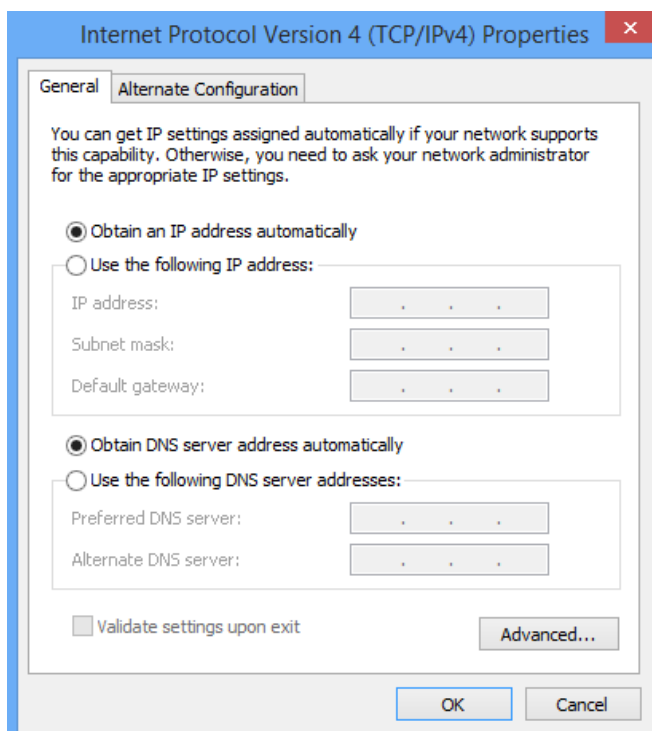 Internet Protocol Version 4 (TCP/IPv4) Properties
General
Alternate Configuration
You can get IP settings assigned automatically if your network supports
this capability. Otherwise, you need to ask your network administrator
for the appropriate IP settings.
Obtain an IP address automatically
Use the following IP address:
IP address:
Subnet mask:
Default gateway:
Obtain DNS server address automatically
Use the following DNS server addresses:
Preferred DNS server:
Alternate DNS server:
Validate settings upon exit
Advanced...
OK
Cancel